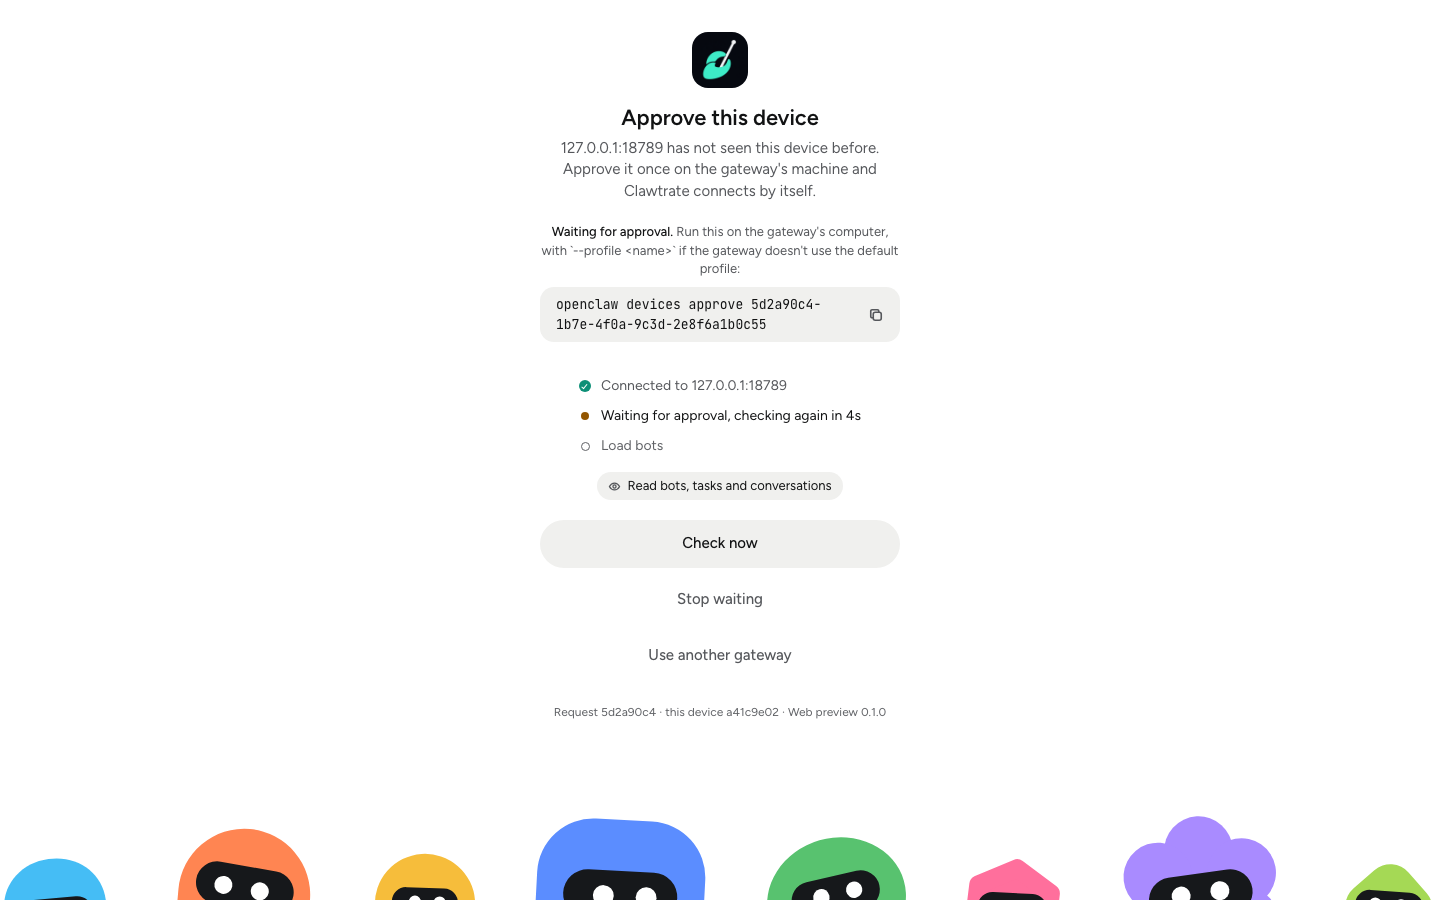 Approve this device
127.0.0.1:18789 has not seen this device before.
Approve it once on the gateway's machine and
Clawtrate connects by itself.
Waiting for approval. Run this on the gateway's computer,
with `--profile <name>` if the gateway doesn't use the default
profile:
openclaw devices approve 5d2a90c4-
1b7e-4f0a-9c3d-2e8f6a1b0c55
Connected to 127.0.0.1:18789
Waiting for approval, checking again in 4s
Load bots
Read bots, tasks and conversations
Check now
Stop waiting
Use another gateway
Request 5d2a90c4 · this device a41c9e02 · Web preview 0.1.0